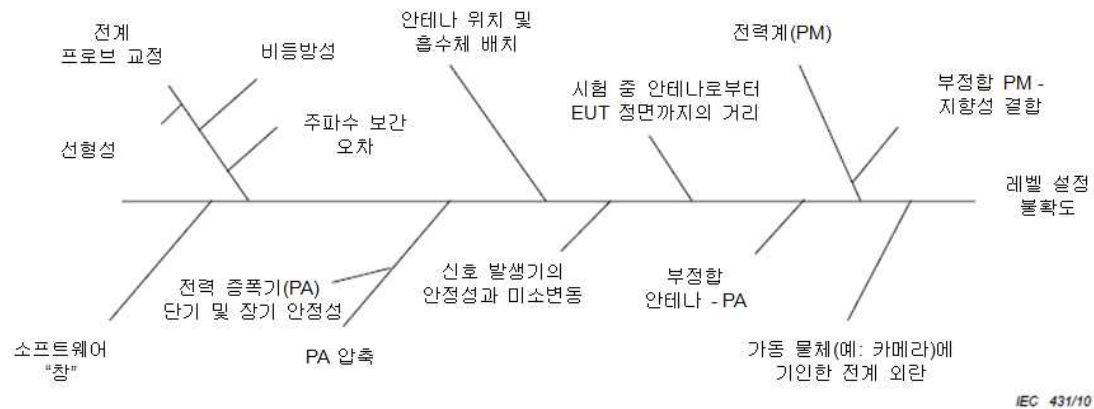 전계
프로브 교정
비등방성
안테나 위치 및
흡수체 배치
전력계(PM)
시험 중 안테나로부터
EUT 정면까지의 거리
부정합 PM -
지향성 결합
선형성
주파수 보간
오차
레벨 설정
불확도
전력 증폭기(PA)
단기 및 장기 안정성
신호 발생기의
안정성과 미소변동
부정합
안테나 - PA
소프트웨어
“창”
PA 압축
가동 물체(예: 카메라)에
기인한 전계 외란
IEC 431/10